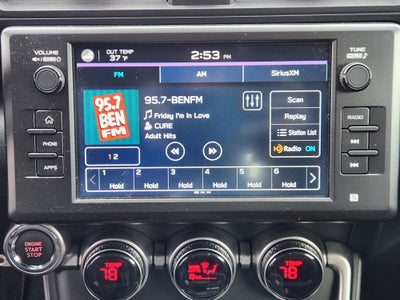 VOLUME
OUT TEMP
37°F
2:53 PM
TUNE
FM
AM
SiriusXM
95.7
BEN
FM
95.7-BENFM
Friday I'm In Love
CURE
Adult Hits
Scan
Replay
Station List
HD Radio ON
PHONE
APPS
RADIO
1 2
1 2 3 4 5 6
Hold Hold Hold Hold Hold Hold
ENGINE
START
STOP
TEMP
78
AUTO
TEMP
78